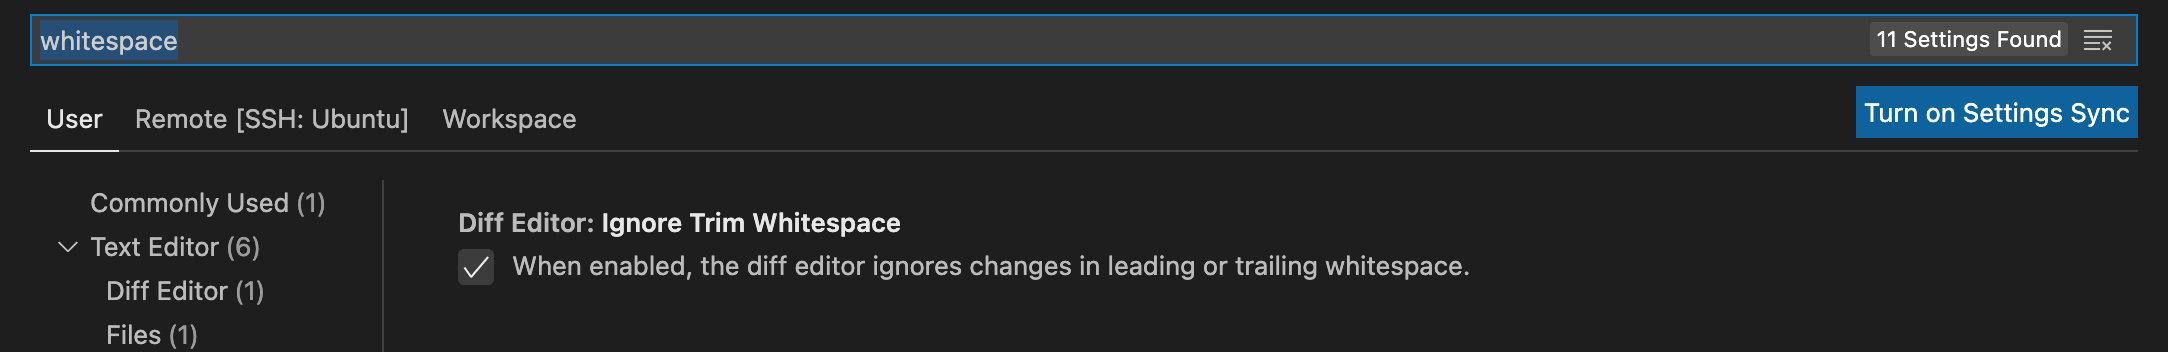 whitespace
11 Settings Found
User Remote [SSH: Ubuntu] Workspace
Turn on Settings Sync
Commonly Used (1)
Text Editor (6)
Diff Editor (1)
Files (1)
Diff Editor: Ignore Trim Whitespace
When enabled, the diff editor ignores changes in leading or trailing whitespace.